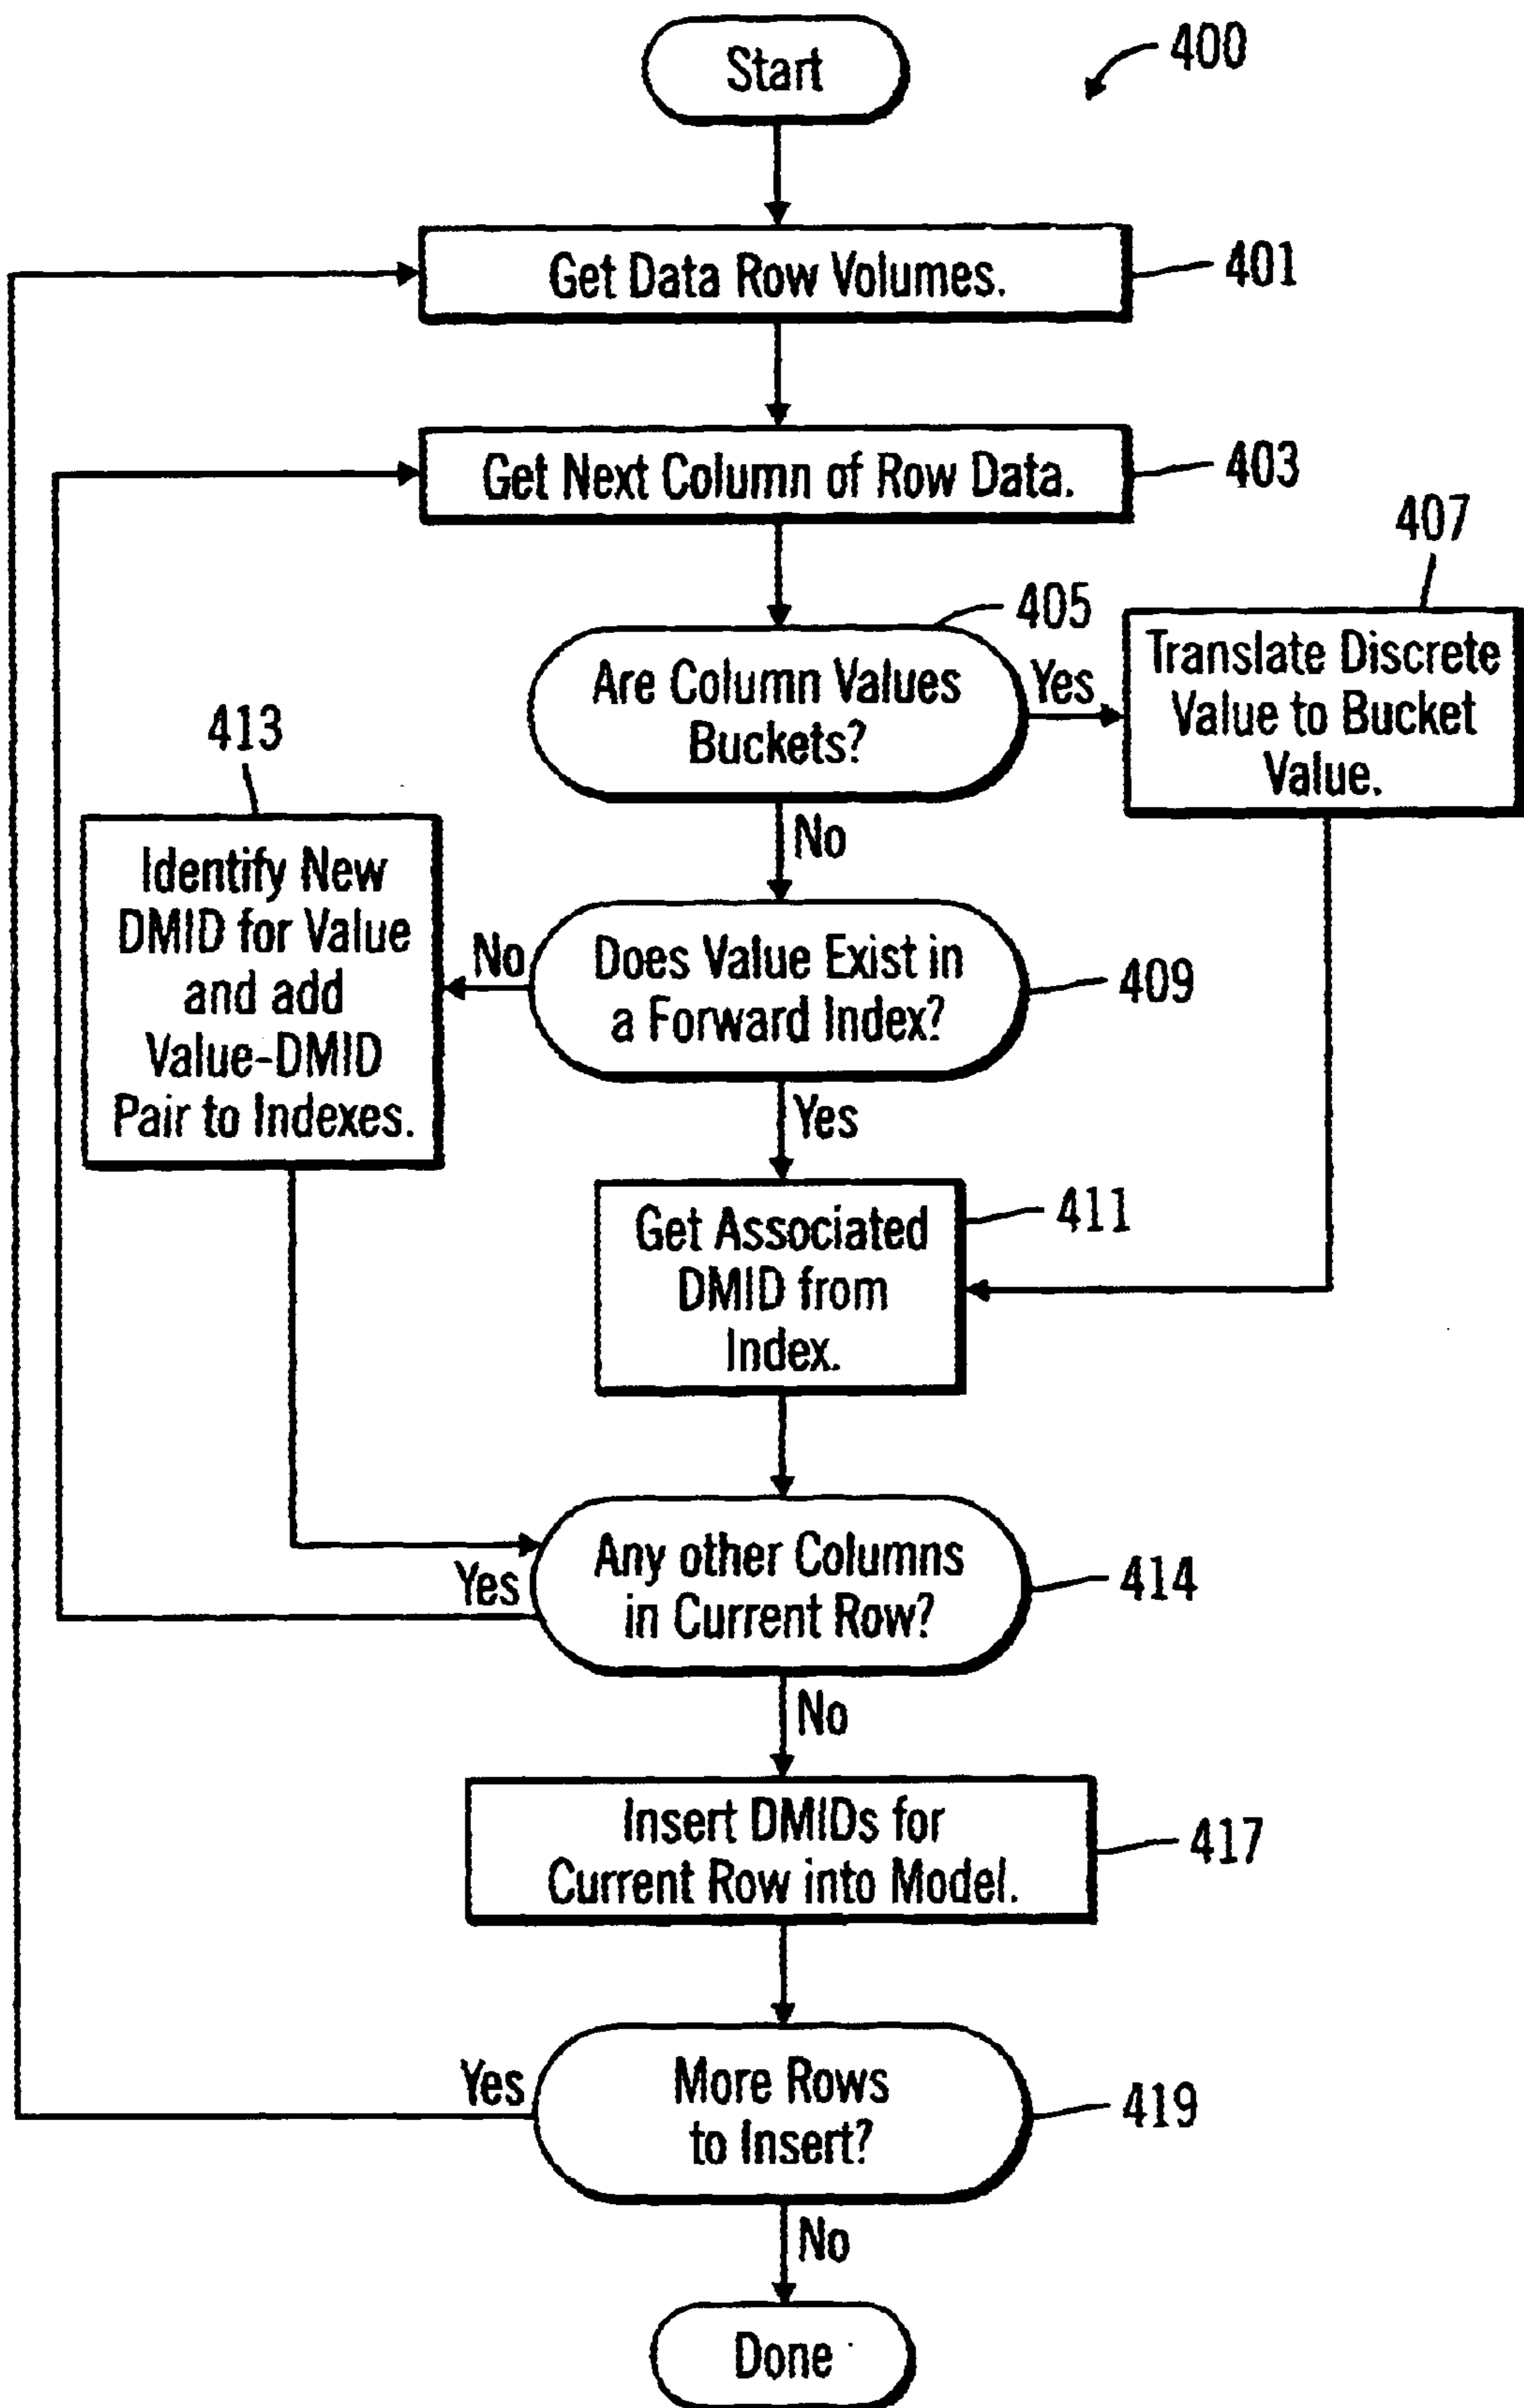 Start
400
Get Data Row Volumes.
401
Get Next Column of Row Data.
403
405
407
Are Column Values
Buckets?
Yes
Translate Discrete
Value to Bucket
Value.
No
413
Identify New
DMID for Value
and add
Value-DMID
Pair to Indexes.
No
Does Value Exist in
a Forward Index?
409
Yes
Get Associated
DMID from
Index.
411
Any other Columns
in Current Row?
Yes
414
No
Insert DMIDs for
Current Row into Model.
417
More Rows
to Insert?
Yes
419
No
Done